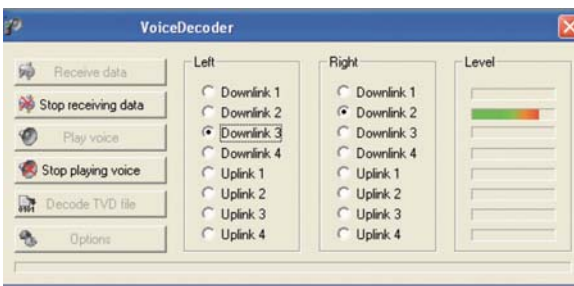 VoiceDecoder
Receive data
Stop receiving data
Play voice
Stop playing voice
Decode TVD file
Options
Left
Downlink 1
Downlink 2
Downlink 3
Downlink 4
Uplink 1
Uplink 2
Uplink 3
Uplink 4
Right
Downlink 1
Downlink 2
Downlink 3
Downlink 4
Uplink 1
Uplink 2
Uplink 3
Uplink 4
Level